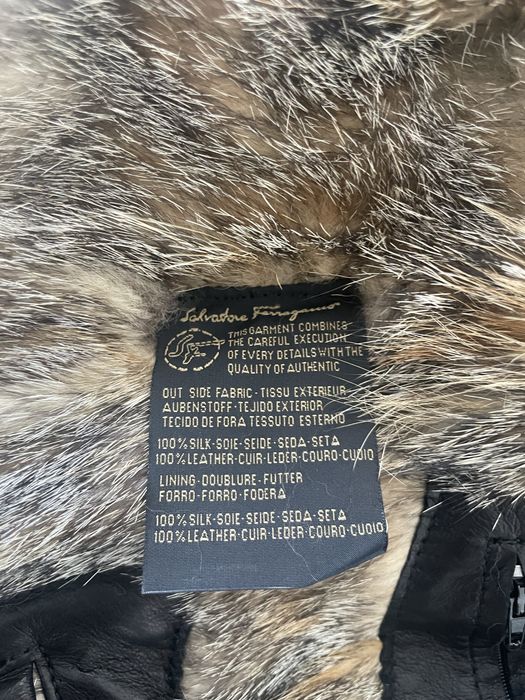 Salvatore Ferragamo
THIS GARMENT COMBINES
THE CAREFUL EXECUTION
OF EVERY DETAILS WITH THE
QUALITY OF AUTHENTIC
OUT SIDE FABRIC-TISSU EXTERIEUR
AUBENSTOFF-TEJIDO EXTERIOR
TECIDO DE FORA TESSUTO ESTERNO
100%SILK-SOIE-SEIDE-SEDA-SETA
100%LEATHER-CUIR-LEDER-COURO-CUOIO
LINING-DOUBLURE-FUTTER
FORRO-FORRO-FODERA
100%SILK-SOIE-SEIDE-SEDA-SETA
100%LEATHER-CUIR-LEDER-COURO-CUOIO